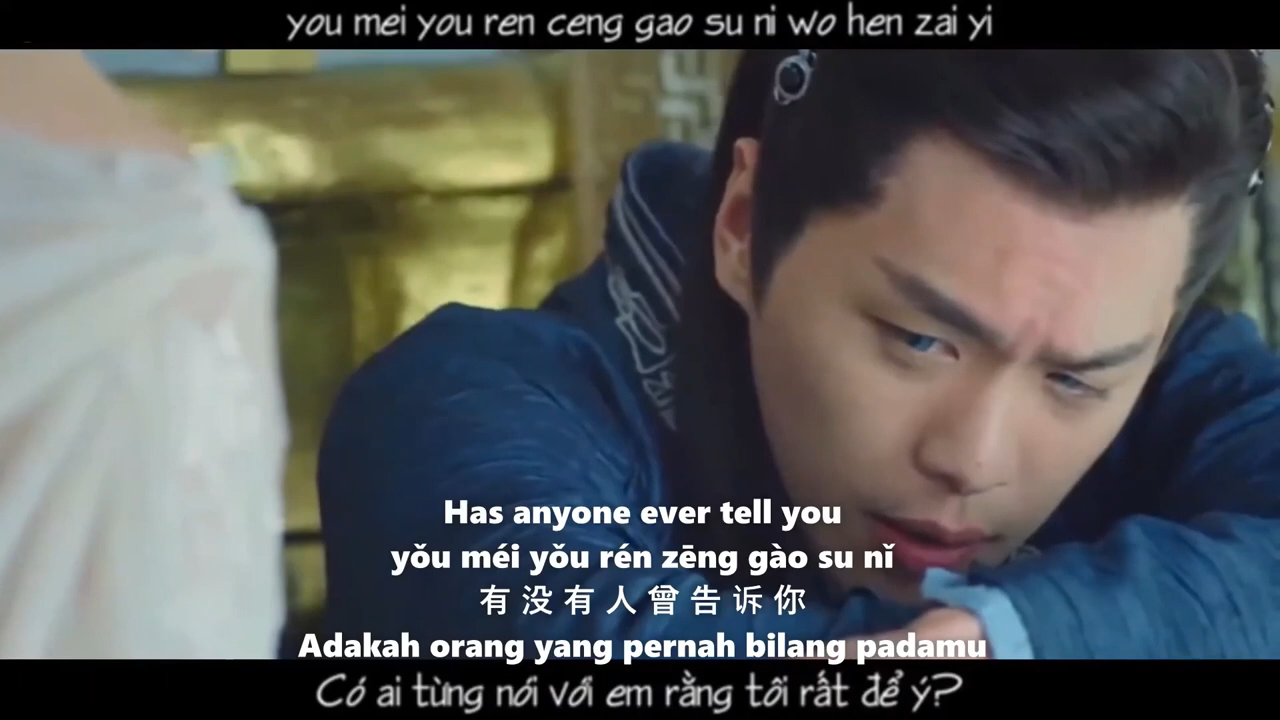 you mei you ren ceng gao su ni wo hen zai yi
Has anyone ever tell you
yǒu méi yǒu rén zēng gào su nǐ
有没有人曾告诉你
Adakah orang yang pernah bilang padamu
Có ai từng nói với em rằng tôi rất để ý?